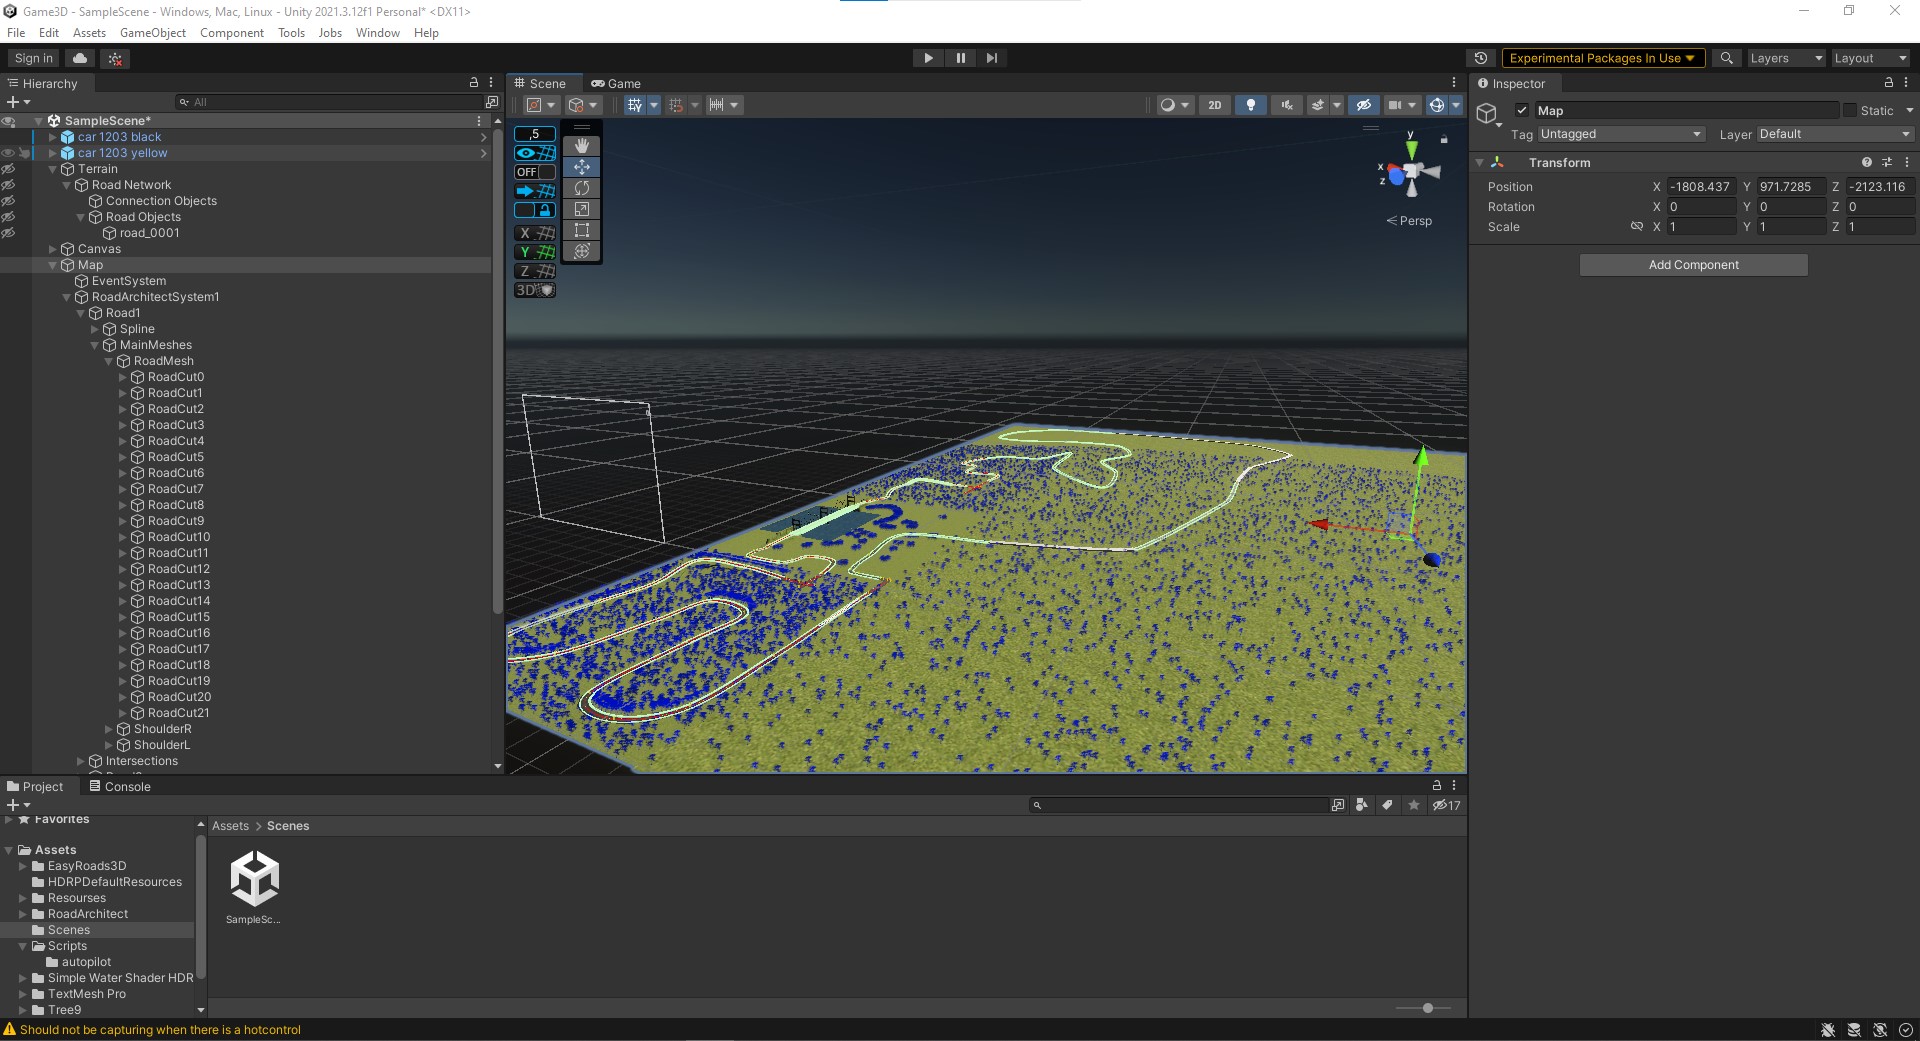 Game3D - SampleScene - Windows, Mac, Linux - Unity 2021.3.12f1 Personal* <DX11>
File Edit Assets GameObject Component Tools Jobs Window Help
Sign in
Experimental Packages In Use
Layers
Layout
Hierarchy
All
SampleScene*
car 1203 black
car 1203 yellow
Terrain
Road Network
Connection Objects
Road Objects
road_0001
Canvas
Map
EventSystem
RoadArchitectSystem1
Road1
Spline
MainMeshes
RoadMesh
RoadCut0
RoadCut1
RoadCut2
RoadCut3
RoadCut4
RoadCut5
RoadCut6
RoadCut7
RoadCut8
RoadCut9
RoadCut10
RoadCut11
RoadCut12
RoadCut13
RoadCut14
RoadCut15
RoadCut16
RoadCut17
RoadCut18
RoadCut19
RoadCut20
RoadCut21
ShoulderR
ShoulderL
Intersections
Scene Game
2D
,5
OFF
X
Y
Z
3D
y
x
z
Persp
Inspector
Map
Static
Tag Untagged
Layer Default
Transform
Position X -1808.437 Y 971.7285 Z -2123.116
Rotation X 0 Y 0 Z 0
Scale X 1 Y 1 Z 1
Add Component
Project Console
17
Favorites
Assets
EasyRoads3D
HDRPDefaultResources
Resourses
RoadArchitect
Scenes
Scripts
autopilot
Simple Water Shader HDR
TextMesh Pro
Tree9
Assets > Scenes
SampleSc...
Should not be capturing when there is a hotcontrol